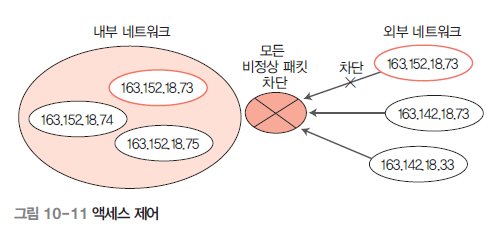 내부 네트워크
외부 네트워크
모든
비정상 패킷
차단
차단
163.152.18.73
163.152.18.73
163.152.18.74
163.142.18.73
163.152.18.75
163.142.18.33
그림 10-11 액세스 제어